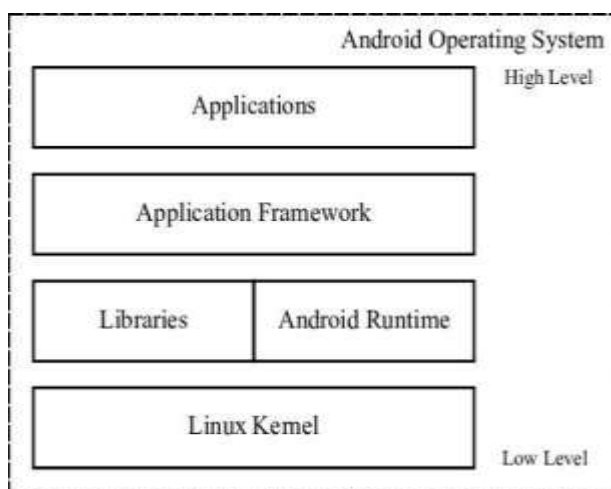 Android Operating System
High Level
Applications
Application Framework
Libraries
Android Runtime
Linux Kernel
Low Level